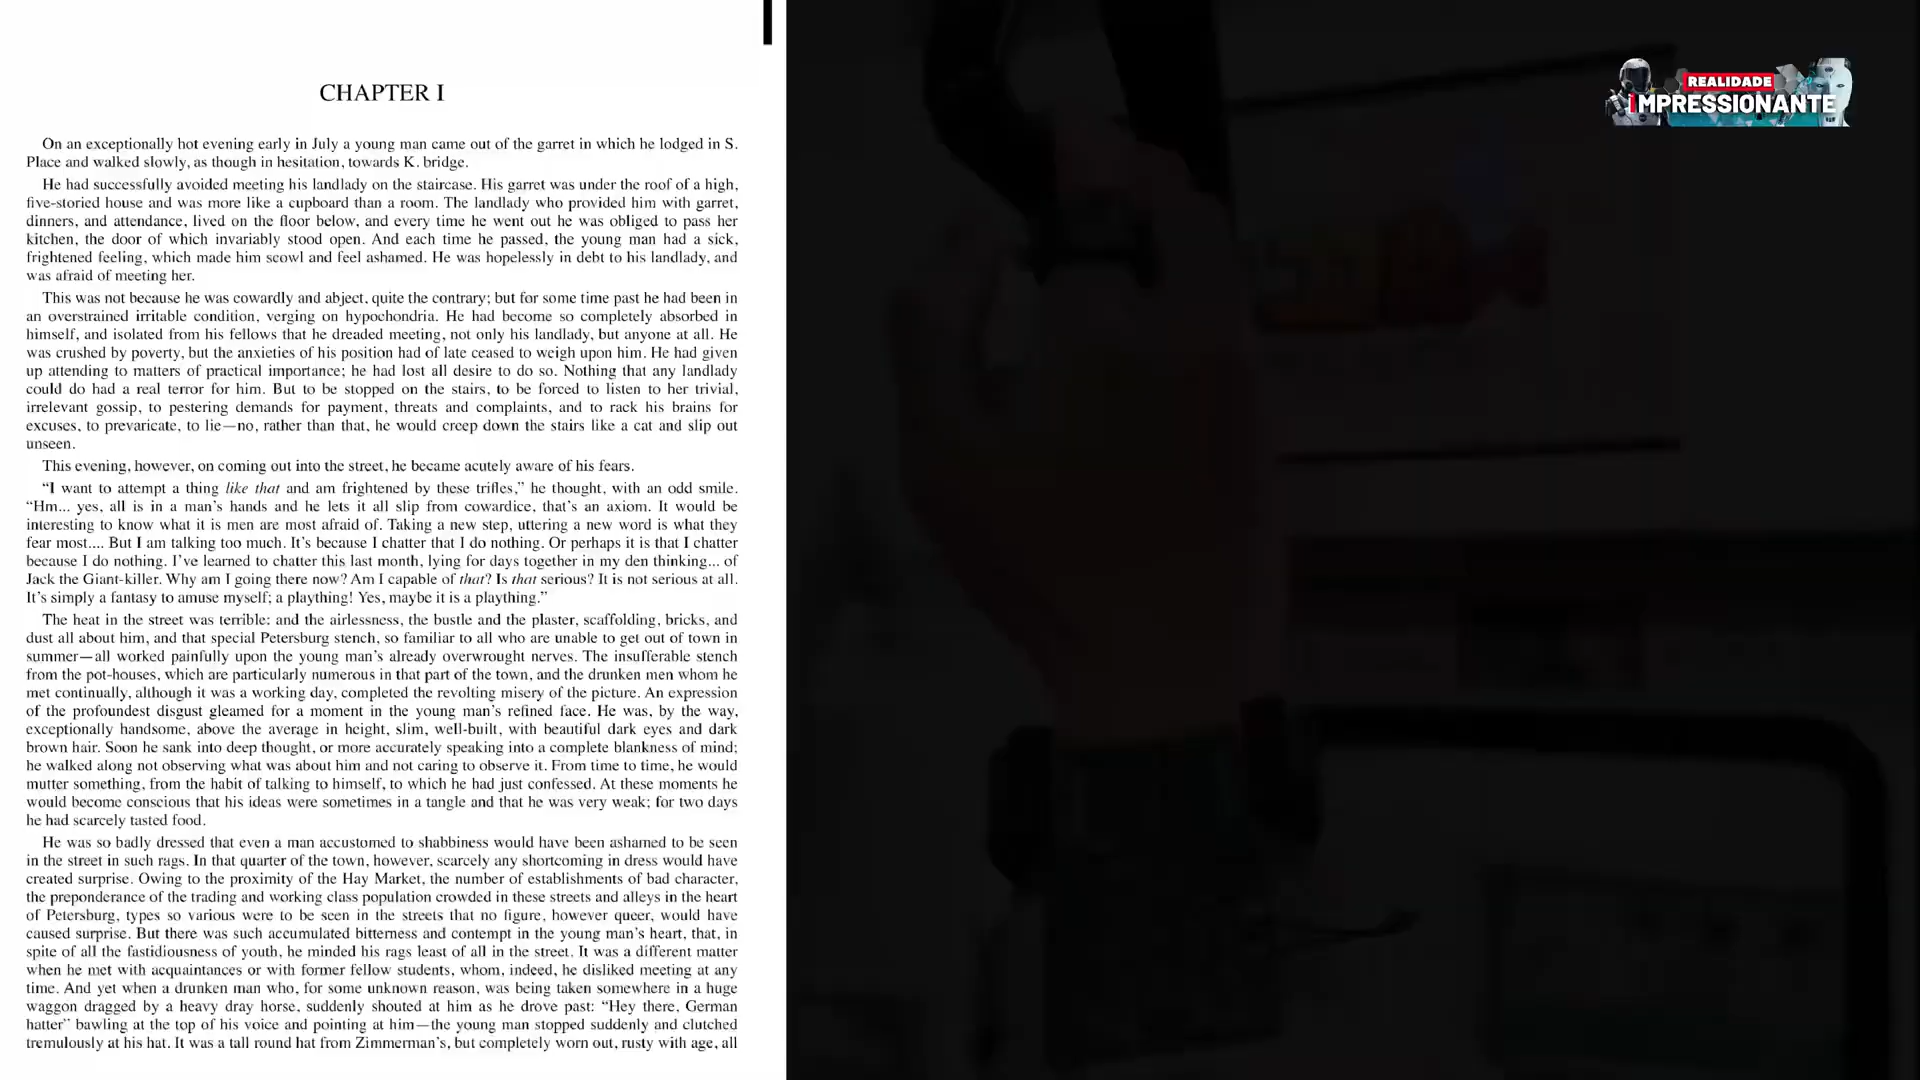 CHAPTER I
On an exceptionally hot evening early in July a young man came out of the garret in which he lodged in S.
Place and walked slowly, as though in hesitation, towards K. bridge.
He had successfully avoided meeting his landlady on the staircase. His garret was under the roof of a high,
five-storied house and was more like a cupboard than a room. The landlady who provided him with garret,
dinners, and attendance, lived on the floor below, and every time he went out he was obliged to pass her
kitchen, the door of which invariably stood open. And each time he passed, the young man had a sick,
frightened feeling, which made him scowl and feel ashamed. He was hopelessly in debt to his landlady, and
was afraid of meeting her.
This was not because he was cowardly and abject, quite the contrary; but for some time past he had been in
an overstrained irritable condition, verging on hypochondria. He had become so completely absorbed in
himself, and isolated from his fellows that he dreaded meeting, not only his landlady, but anyone at all. He
was crushed by poverty, but the anxieties of his position had of late ceased to weigh upon him. He had given
up attending to matters of practical importance; he had lost all desire to do so. Nothing that any landlady
could do had a real terror for him. But to be stopped on the stairs, to be forced to listen to her trivial,
irrelevant gossip, to pestering demands for payment, threats and complaints, and to rack his brains for
excuses, to prevaricate, to lie—no, rather than that, he would creep down the stairs like a cat and slip out
unseen.
This evening, however, on coming out into the street, he became acutely aware of his fears.
“I want to attempt a thing like that and am frightened by these trifles,” he thought, with an odd smile.
“Hm... yes, all is in a man’s hands and he lets it all slip from cowardice, that’s an axiom. It would be
interesting to know what it is men are most afraid of. Taking a new step, uttering a new word is what they
fear most.... But I am talking too much. It’s because I chatter that I do nothing. Or perhaps it is that I chatter
because I do nothing. I’ve learned to chatter this last month, lying for days together in my den thinking... of
Jack the Giant-killer. Why am I going there now? Am I capable of that? Is that serious? It is not serious at all.
It’s simply a fantasy to amuse myself; a plaything! Yes, maybe it is a plaything.”
The heat in the street was terrible: and the airlessness, the bustle and the plaster, scaffolding, bricks, and
dust all about him, and that special Petersburg stench, so familiar to all who are unable to get out of town in
summer—all worked painfully upon the young man’s already overwrought nerves. The insufferable stench
from the pot-houses, which are particularly numerous in that part of the town, and the drunken men whom he
met continually, although it was a working day, completed the revolting misery of the picture. An expression
of the profoundest disgust gleamed for a moment in the young man’s refined face. He was, by the way,
exceptionally handsome, above the average in height, slim, well-built, with beautiful dark eyes and dark
brown hair. Soon he sank into deep thought, or more accurately speaking into a complete blankness of mind;
he walked along not observing what was about him and not caring to observe it. From time to time, he would
mutter something, from the habit of talking to himself, to which he had just confessed. At these moments he
would become conscious that his ideas were sometimes in a tangle and that he was very weak; for two days
he had scarcely tasted food.
He was so badly dressed that even a man accustomed to shabbiness would have been ashamed to be seen
in the street in such rags. In that quarter of the town, however, scarcely any shortcoming in dress would have
created surprise. Owing to the proximity of the Hay Market, the number of establishments of bad character,
the preponderance of the trading and working class population crowded in these streets and alleys in the heart
of Petersburg, types so various were to be seen in the streets that no figure, however queer, would have
caused surprise. But there was such accumulated bitterness and contempt in the young man’s heart, that, in
spite of all the fastidiousness of youth, he minded his rags least of all in the street. It was a different matter
when he met with acquaintances or with former fellow students, whom, indeed, he disliked meeting at any
time. And yet when a drunken man who, for some unknown reason, was being taken somewhere in a huge
waggon dragged by a heavy dray horse, suddenly shouted at him as he drove past: “Hey there, German
hatter” bawling at the top of his voice and pointing at him—the young man stopped suddenly and clutched
tremulously at his hat. It was a tall round hat from Zimmerman’s, but completely worn out, rusty with age, all
REALIDADE
iMPRESSIONANTE